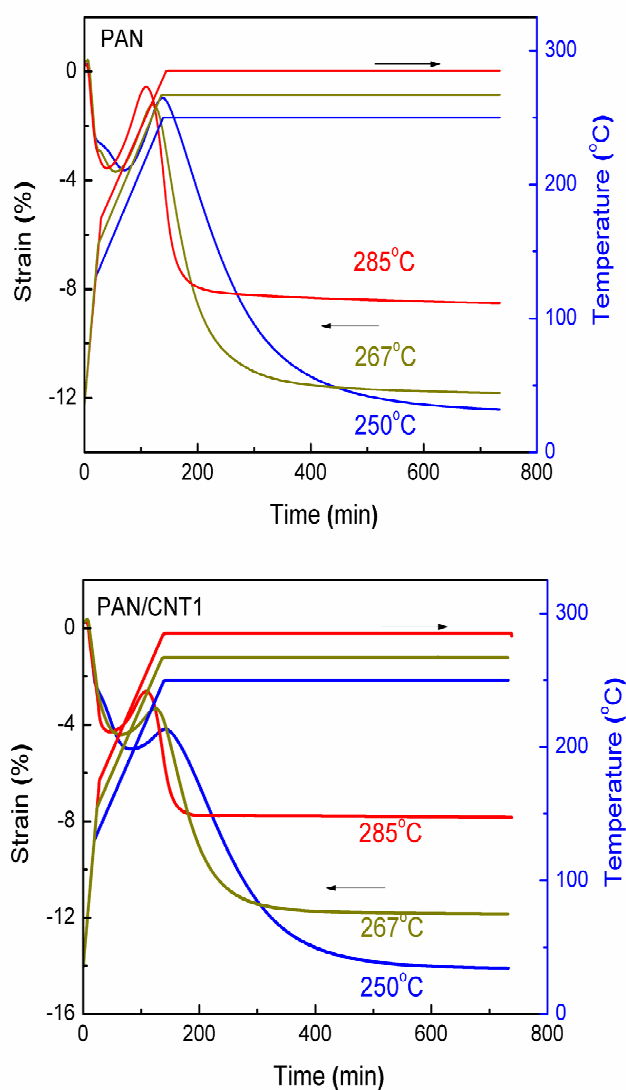 PAN
300
0
-4
200
Strain (%)
Temperature (°C)
285°C
-8
100
267°C
-12
250°C
0
0 200 400 600 800
Time (min)
PAN/CNT1
300
0
-4
200
Strain (%)
Temperature (°C)
-8
285°C
100
-12
267°C
250°C
-16
0
0 200 400 600 800
Time (min)